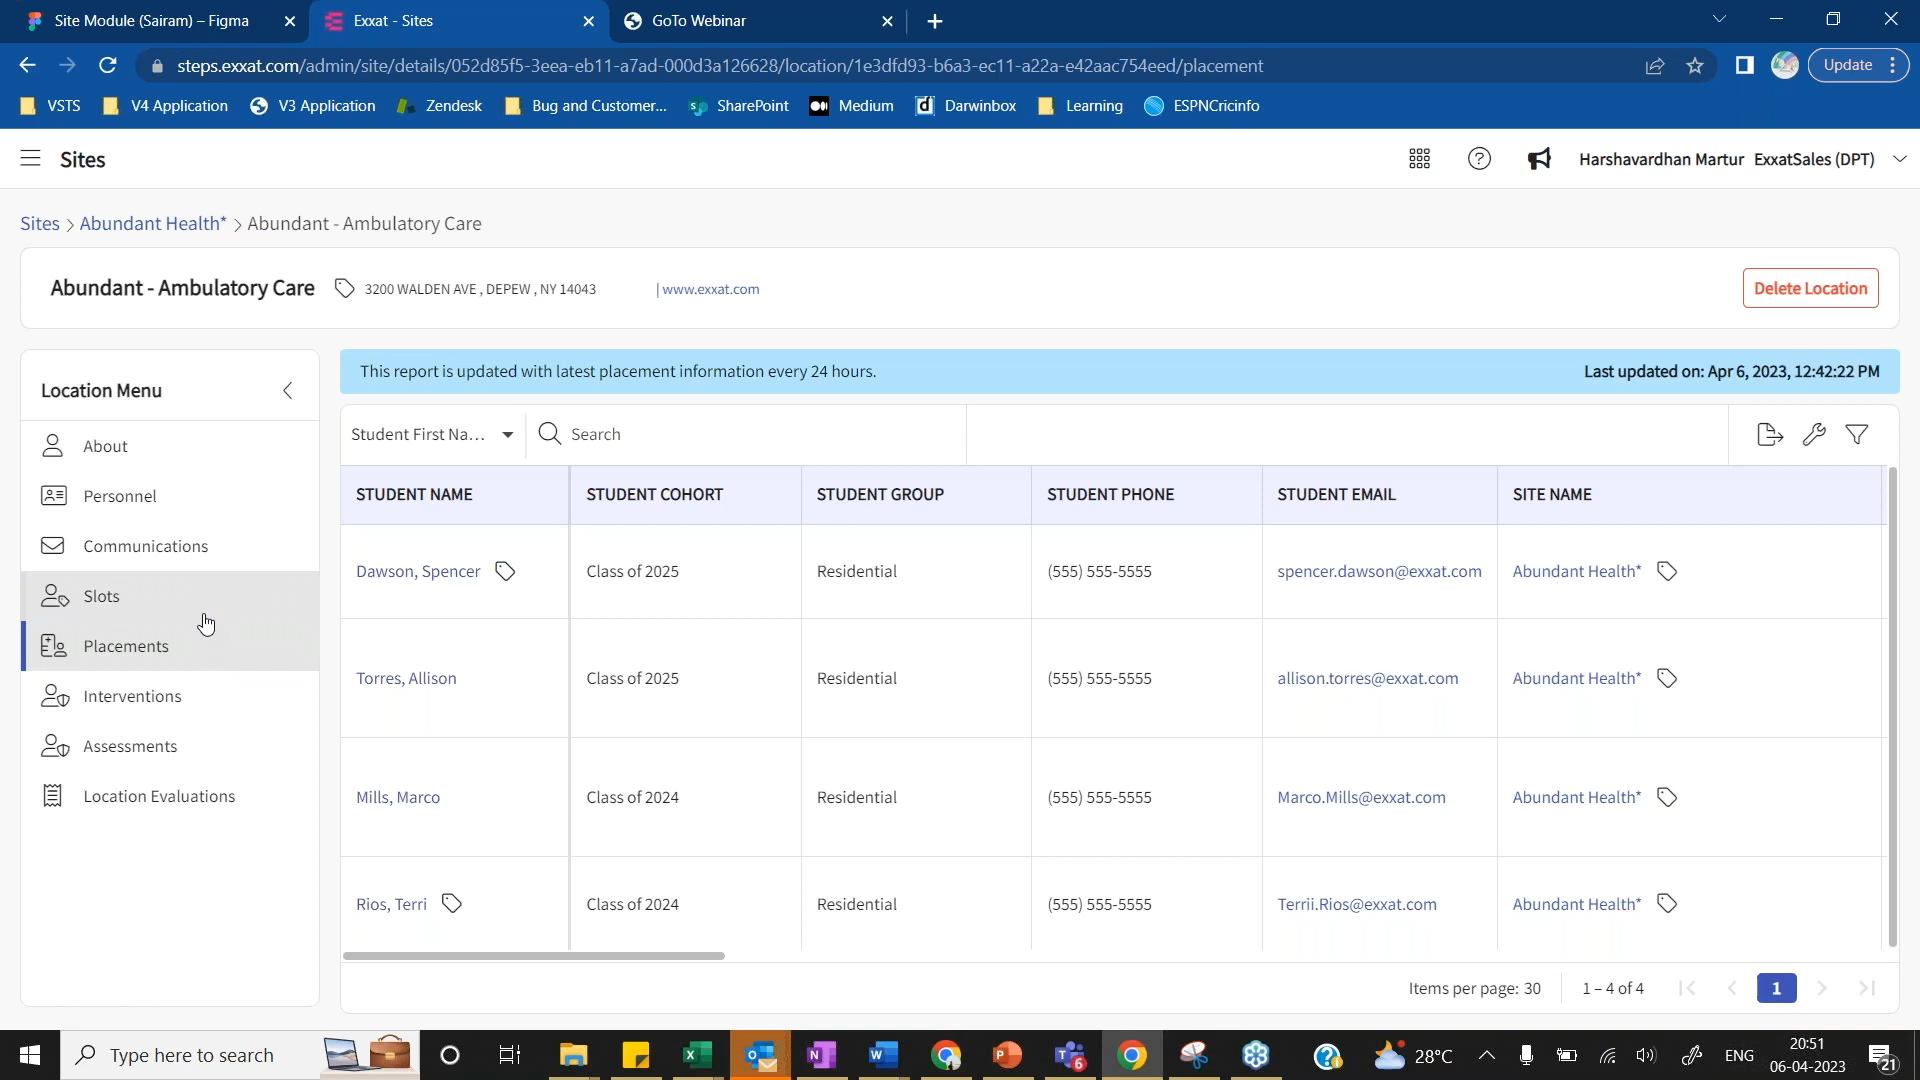 Site Module (Sairam) – Figma
Exxat - Sites
GoTo Webinar
steps.exxat.com/admin/site/details/052d85f5-3eea-eb11-a7ad-000d3a126628/location/1e3dfd93-b6a3-ec11-a22a-e42aac754eed/placement
Update
VSTS V4 Application V3 Application Zendesk Bug and Customer... SharePoint Medium Darwinbox Learning ESPNCricinfo
Sites
Harshavardhan Martur ExxatSales (DPT)
Sites > Abundant Health* > Abundant - Ambulatory Care
Abundant - Ambulatory Care 3200 WALDEN AVE , DEPEW , NY 14043 | www.exxat.com
Delete Location
Location Menu
About
Personnel
Communications
Slots
Placements
Interventions
Assessments
Location Evaluations
This report is updated with latest placement information every 24 hours.
Last updated on: Apr 6, 2023, 12:42:22 PM
Student First Na... Search
STUDENT NAME STUDENT COHORT STUDENT GROUP STUDENT PHONE STUDENT EMAIL SITE NAME
Dawson, Spencer Class of 2025 Residential (555) 555-5555 spencer.dawson@exxat.com Abundant Health*
Torres, Allison Class of 2025 Residential (555) 555-5555 allison.torres@exxat.com Abundant Health*
Mills, Marco Class of 2024 Residential (555) 555-5555 Marco.Mills@exxat.com Abundant Health*
Rios, Terri Class of 2024 Residential (555) 555-5555 Terrii.Rios@exxat.com Abundant Health*
Items per page: 30 1 – 4 of 4 1
Type here to search
6
28°C
ENG
20:51
06-04-2023
21